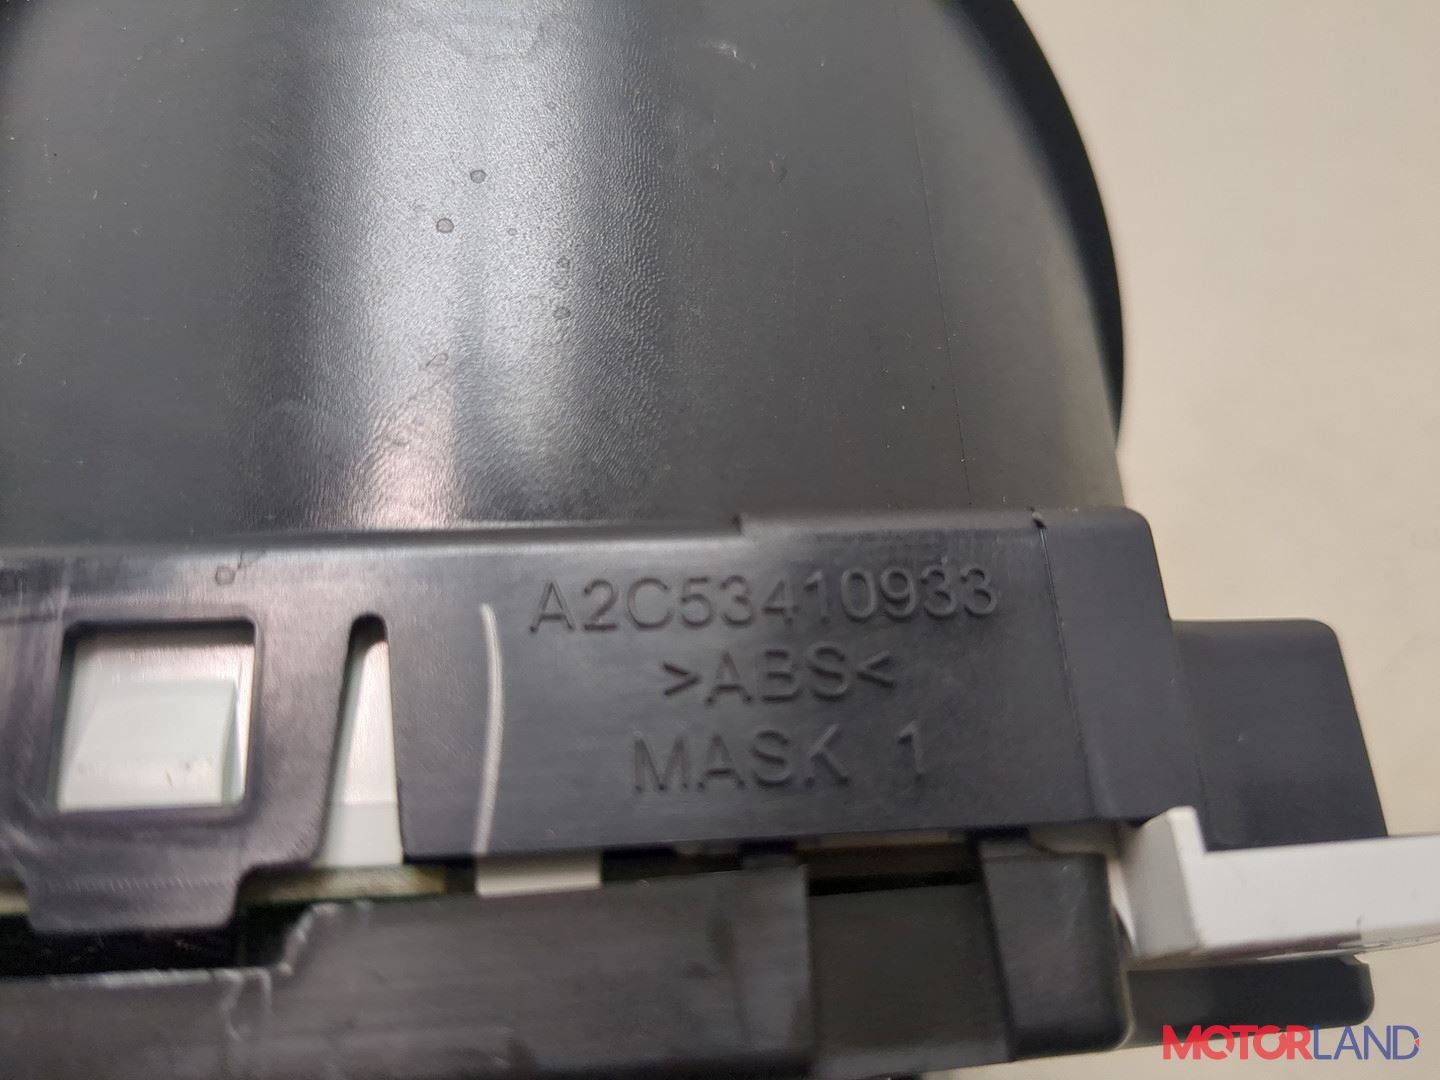 A2C53410933
>ABS<
MASK 1
MOTORLAND